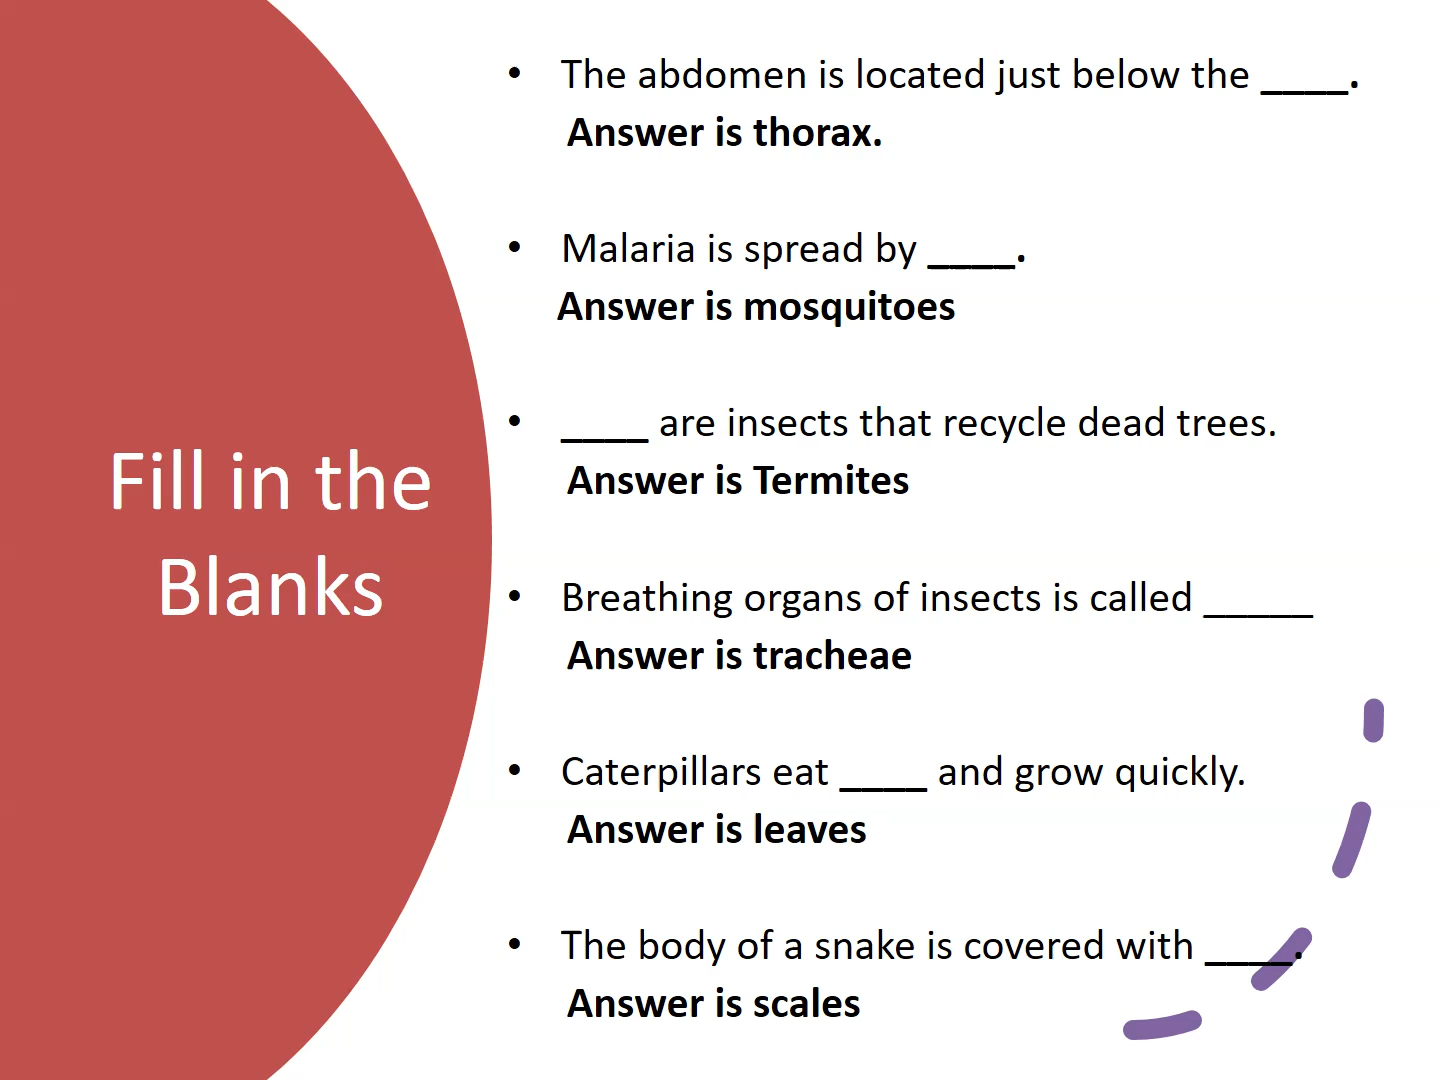 Fill in the
Blanks
• The abdomen is located just below the ____.
Answer is thorax.
• Malaria is spread by ____.
Answer is mosquitoes
• ____ are insects that recycle dead trees.
Answer is Termites
• Breathing organs of insects is called _____
Answer is tracheae
• Caterpillars eat ____ and grow quickly.
Answer is leaves
• The body of a snake is covered with ____.
Answer is scales